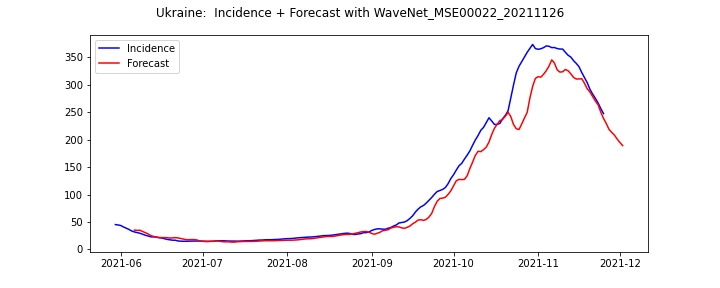 Ukraine:  Incidence + Forecast with WaveNet_MSE00022_20211126
Incidence
Forecast
350
300
250
200
150
100
50
0
2021-06 2021-07 2021-08 2021-09 2021-10 2021-11 2021-12